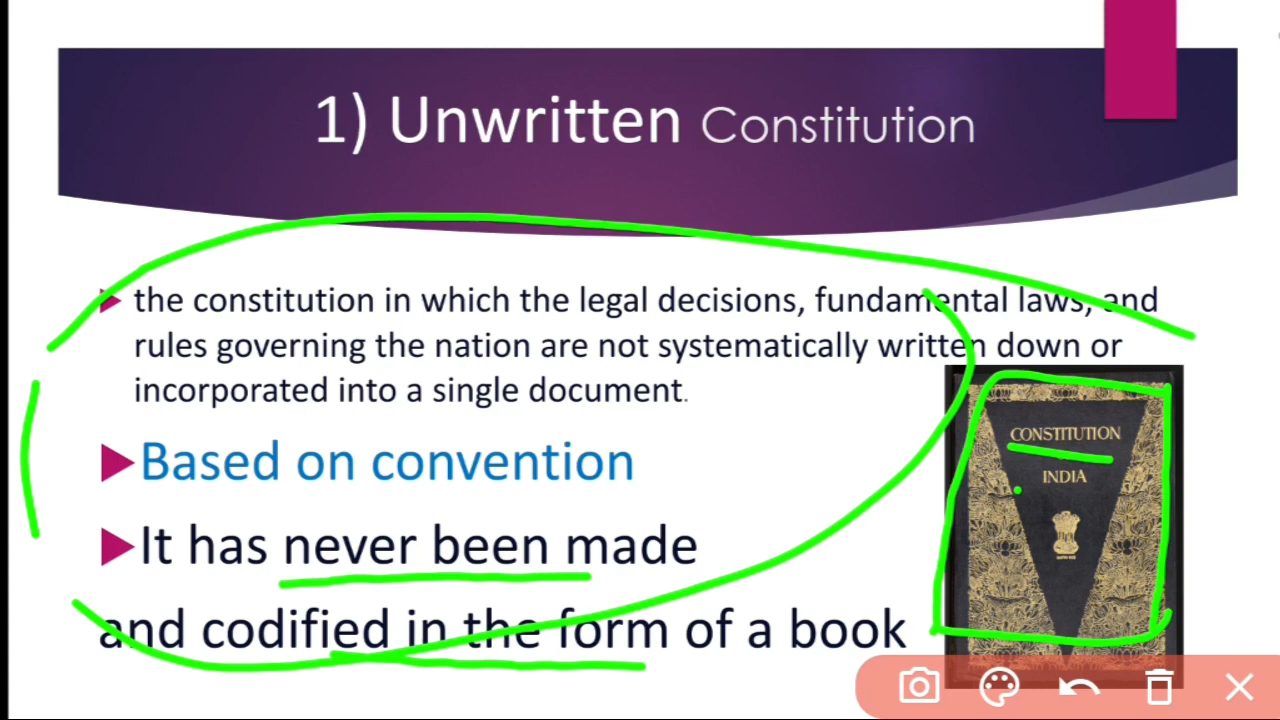 1) Unwritten Constitution
the constitution in which the legal decisions, fundamental laws, and
rules governing the nation are not systematically written down or
incorporated into a single document.
Based on convention
It has never been made
and codified in the form of a book
CONSTITUTION
INDIA